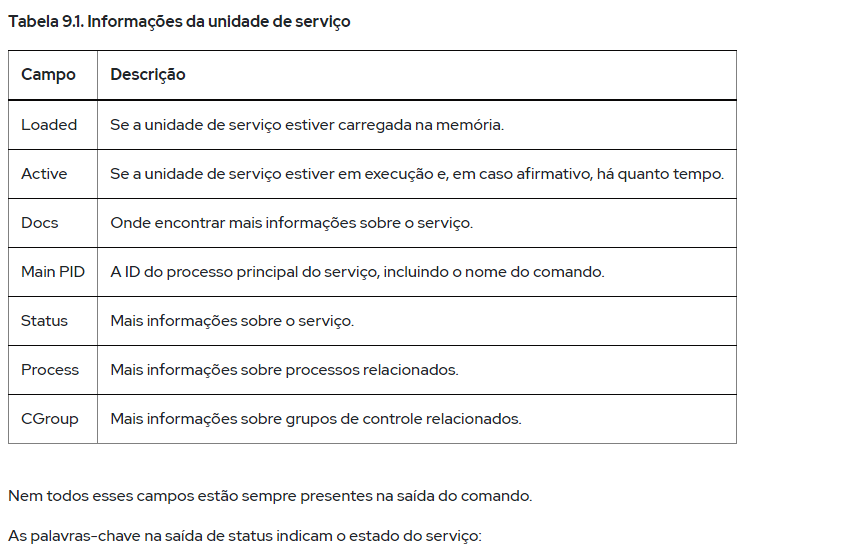 Tabela 9.1. Informações da unidade de serviço
Campo Descrição
Loaded Se a unidade de serviço estiver carregada na memória.
Active Se a unidade de serviço estiver em execução e, em caso afirmativo, há quanto tempo.
Docs Onde encontrar mais informações sobre o serviço.
Main PID A ID do processo principal do serviço, incluindo o nome do comando.
Status Mais informações sobre o serviço.
Process Mais informações sobre processos relacionados.
CGroup Mais informações sobre grupos de controle relacionados.
Nem todos esses campos estão sempre presentes na saída do comando.
As palavras-chave na saída de status indicam o estado do serviço: